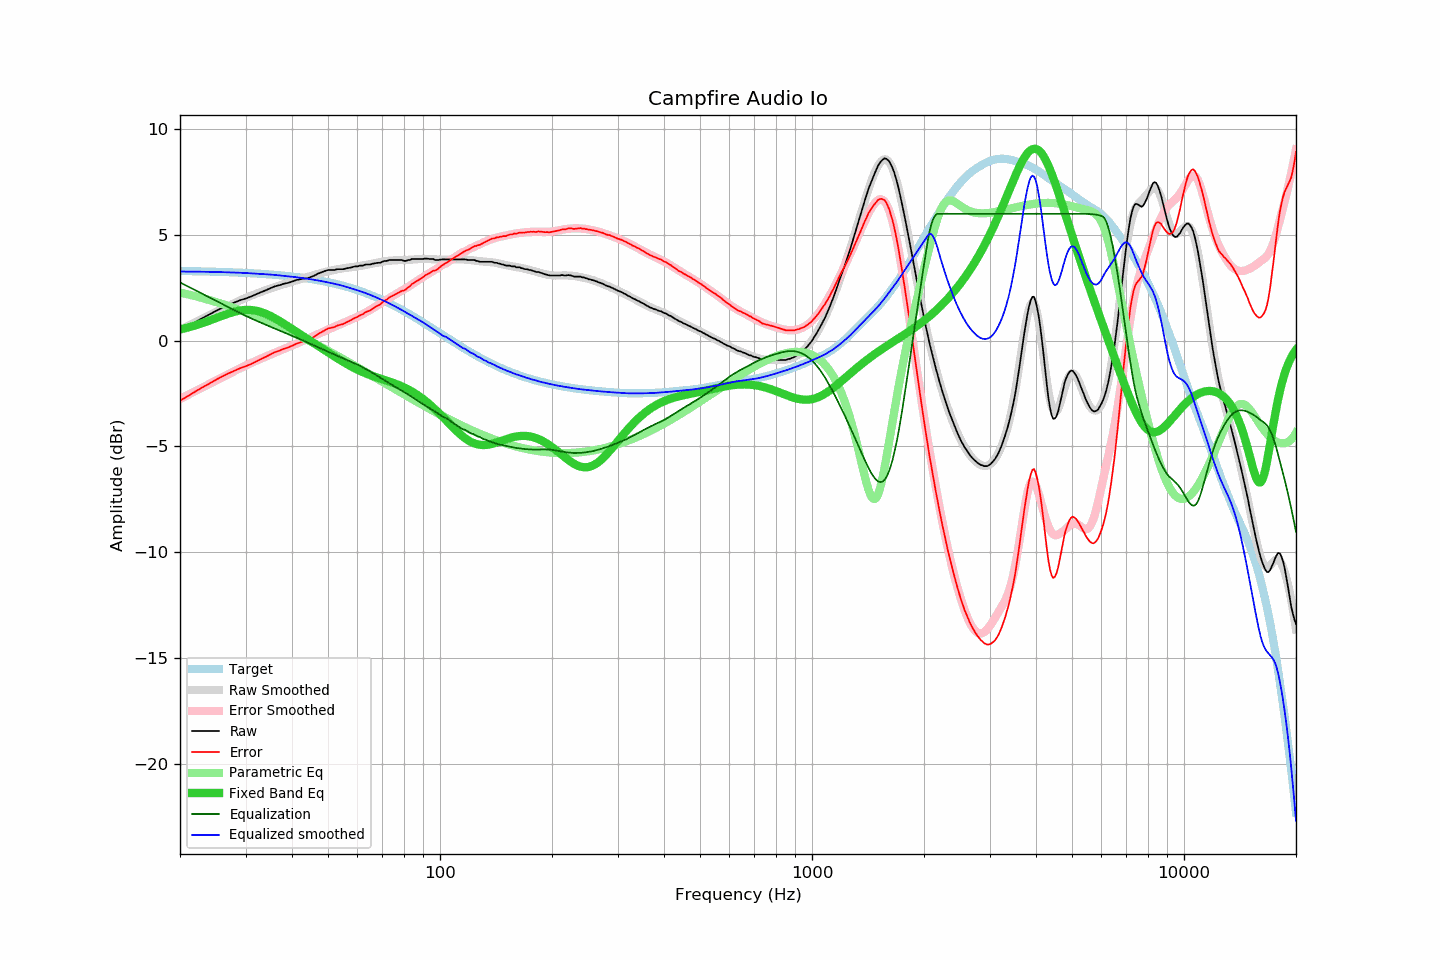 Campfire Audio Io
10
5
0
−5
−10
−15
−20
Amplitude (dBr)
Target
Raw Smoothed
Error Smoothed
Raw
Error
Parametric Eq
Fixed Band Eq
Equalization
Equalized smoothed
100 1000 10000
Frequency (Hz)